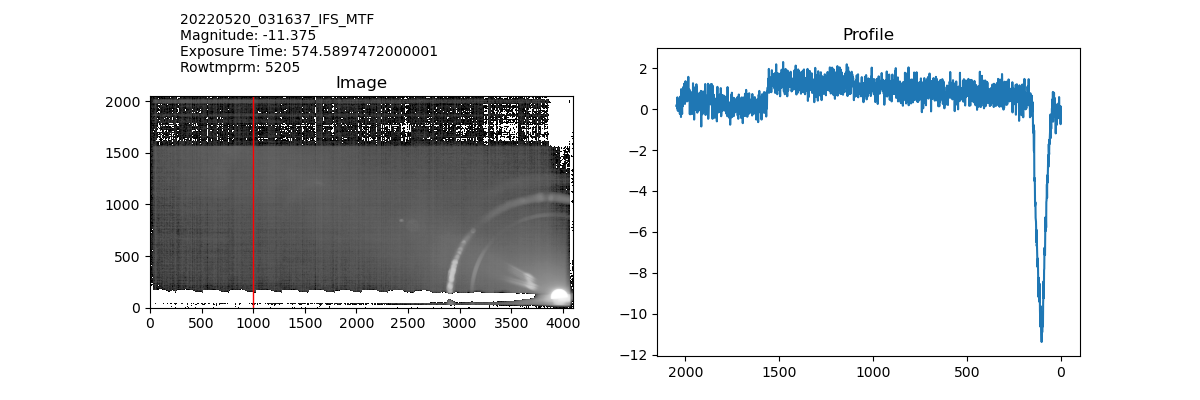 20220520_031637_IFS_MTF
Magnitude: -11.375
Exposure Time: 574.5897472000001
Rowtmprm: 5205
Image
2000
1500
1000
500
0
0 500 1000 1500 2000 2500 3000 3500 4000
Profile
2
0
−2
−4
−6
−8
−10
−12
2000 1500 1000 500 0